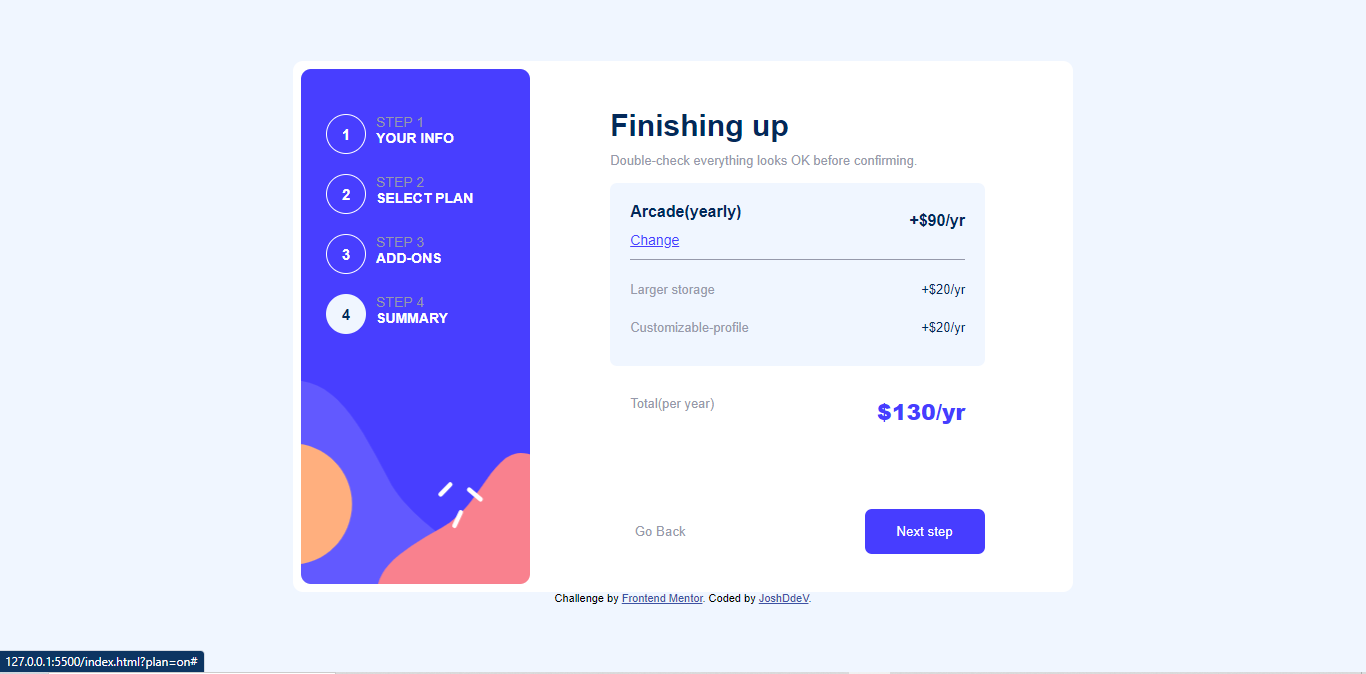 1
STEP 1
YOUR INFO
2
STEP 2
SELECT PLAN
3
STEP 3
ADD-ONS
4
STEP 4
SUMMARY
Finishing up
Double-check everything looks OK before confirming.
Arcade(yearly)
+$90/yr
Change
Larger storage
+$20/yr
Customizable-profile
+$20/yr
Total(per year)
$130/yr
Go Back
Next step
Challenge by Frontend Mentor. Coded by JoshDdeV.
127.0.0.1:5500/index.html?plan=on#